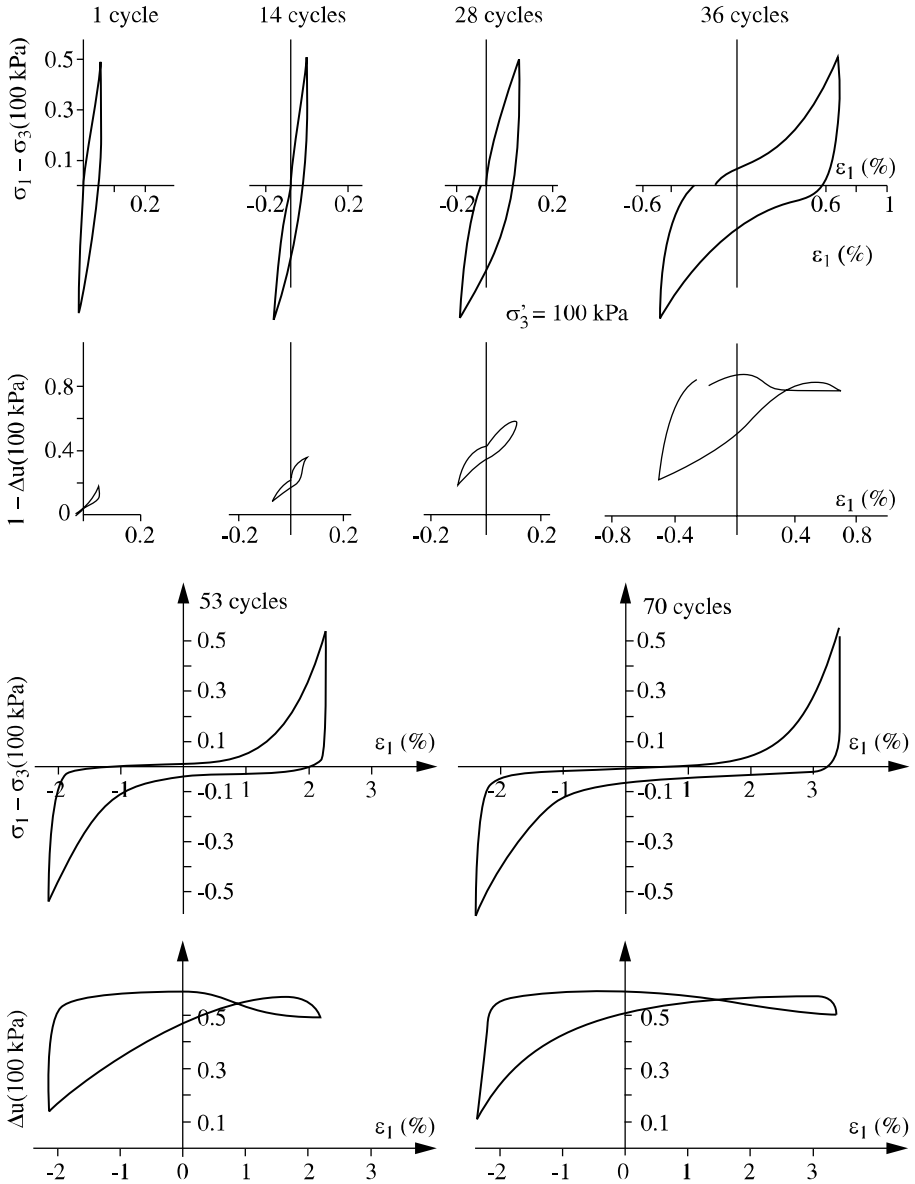 1 cycle 14 cycles 28 cycles 36 cycles
σ₁ – σ₃(100 kPa)
0.5
0.3
0.1
0.2
-0.2 0.2
-0.2 0.2
ε₁ (%)
-0.6 0.6 1
ε₁ (%)
σ₃' = 100 kPa
1 – Δu(100 kPa)
0.8
0.4
0
0.2
-0.2 0.2
-0.2 0.2
ε₁ (%)
-0.8 -0.4 0.4 0.8
53 cycles
σ₁ – σ₃(100 kPa)
0.5
0.3
0.1
ε₁ (%)
-2 -1 1 2 3
-0.1
-0.3
-0.5
70 cycles
0.5
0.3
0.1
ε₁ (%)
-2 -1 1 2 3
-0.1
-0.3
-0.5
Δu(100 kPa)
0.5
0.3
0.1
ε₁ (%)
-2 -1 0 1 2 3
0.5
0.3
0.1
ε₁ (%)
-2 -1 0 1 2 3